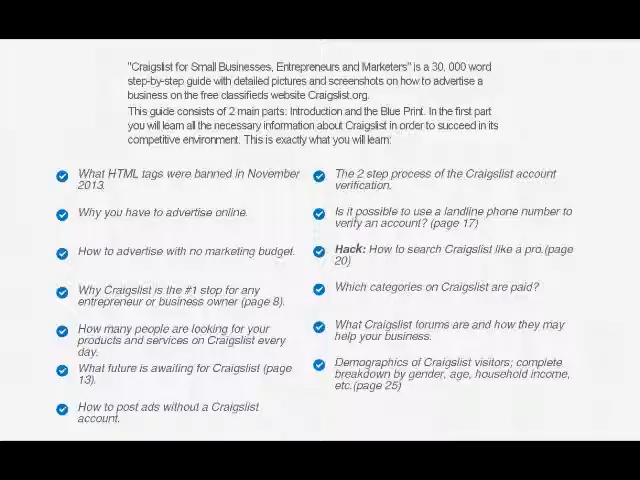 "Craigslist for Small Businesses, Entrepreneurs and Marketers" is a 30, 000 word
step-by-step guide with detailed pictures and screenshots on how to advertise a
business on the free classifieds website Craigslist.org.
This guide consists of 2 main parts: Introduction and the Blue Print. In the first part
you will learn all the necessary information about Craigslist in order to succeed in its
competitive environment. This is exactly what you will learn:
What HTML tags were banned in November
2013.
Why you have to advertise online.
How to advertise with no marketing budget.
Why Craigslist is the #1 stop for any
entrepreneur or business owner (page 8).
How many people are looking for your
products and services on Craigslist every
day.
What future is awaiting for Craigslist (page
13).
How to post ads without a Craigslist
account.
The 2 step process of the Craigslist account
verification.
Is it possible to use a landline phone number to
verify an account? (page 17)
Hack: How to search Craigslist like a pro.(page
20)
Which categories on Craigslist are paid?
What Craigslist forums are and how they may
help your business.
Demographics of Craigslist visitors; complete
breakdown by gender, age, household income,
etc.(page 25)